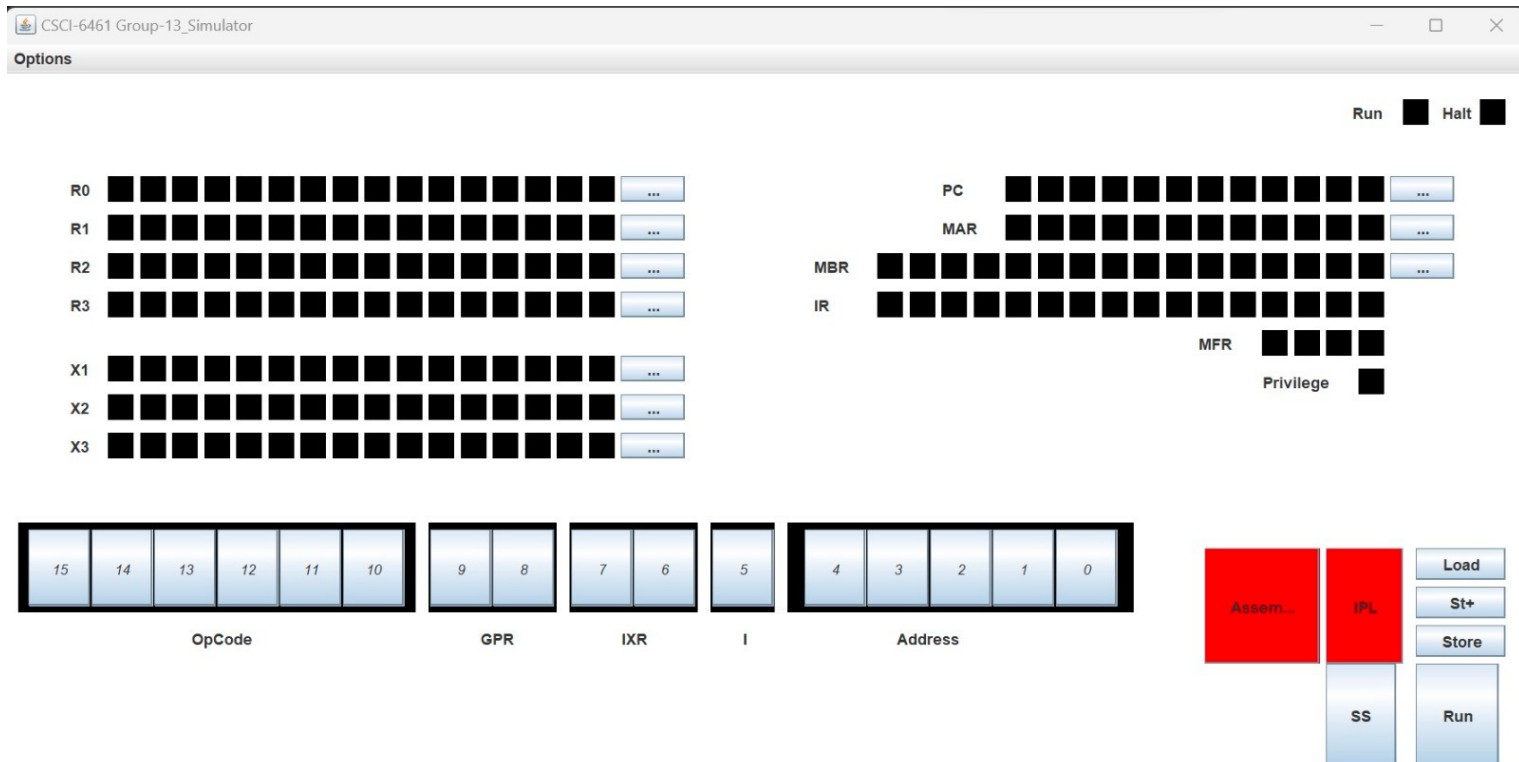 CSCI-6461 Group-13_Simulator
Options
Run Halt
R0 ...
R1 ...
R2 ...
R3 ...
X1 ...
X2 ...
X3 ...
PC ...
MAR ...
MBR ...
IR
MFR
Privilege
15 14 13 12 11 10 9 8 7 6 5 4 3 2 1 0
OpCode GPR IXR I Address
Assem... IPL
Load
St+
Store
SS Run